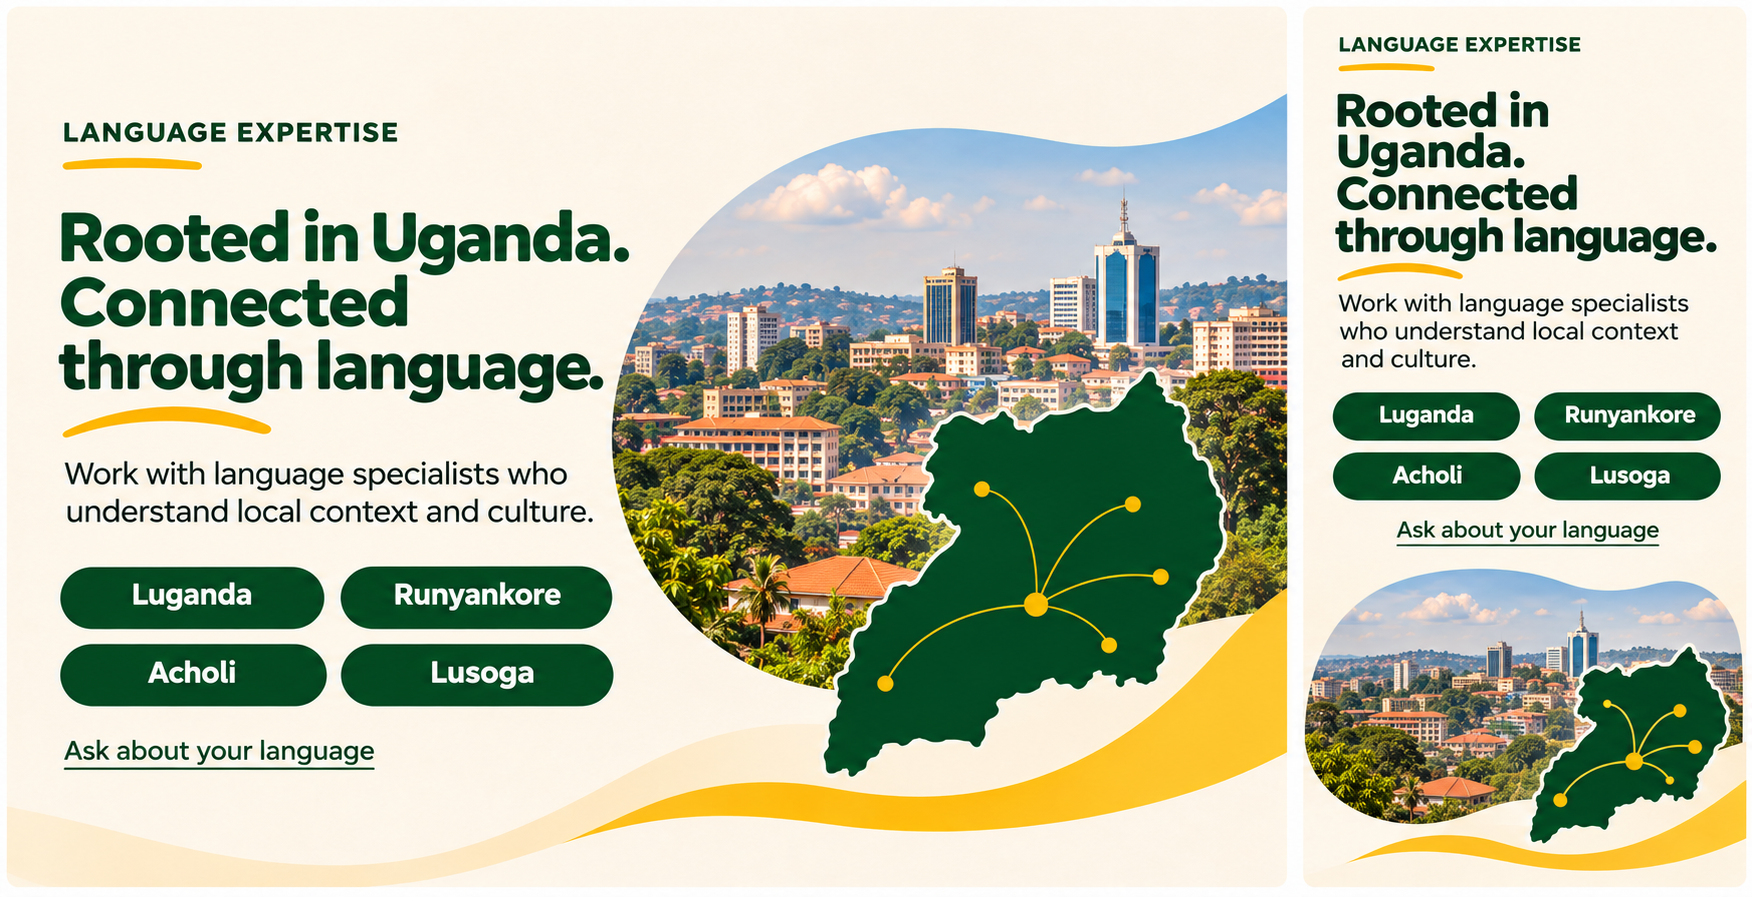 LANGUAGE EXPERTISE
Rooted in Uganda.
Connected
through language.
Work with language specialists who
understand local context and culture.
Luganda
Runyankore
Acholi
Lusoga
Ask about your language
LANGUAGE EXPERTISE
Rooted in
Uganda.
Connected
through language.
Work with language specialists
who understand local context
and culture.
Luganda
Runyankore
Acholi
Lusoga
Ask about your language